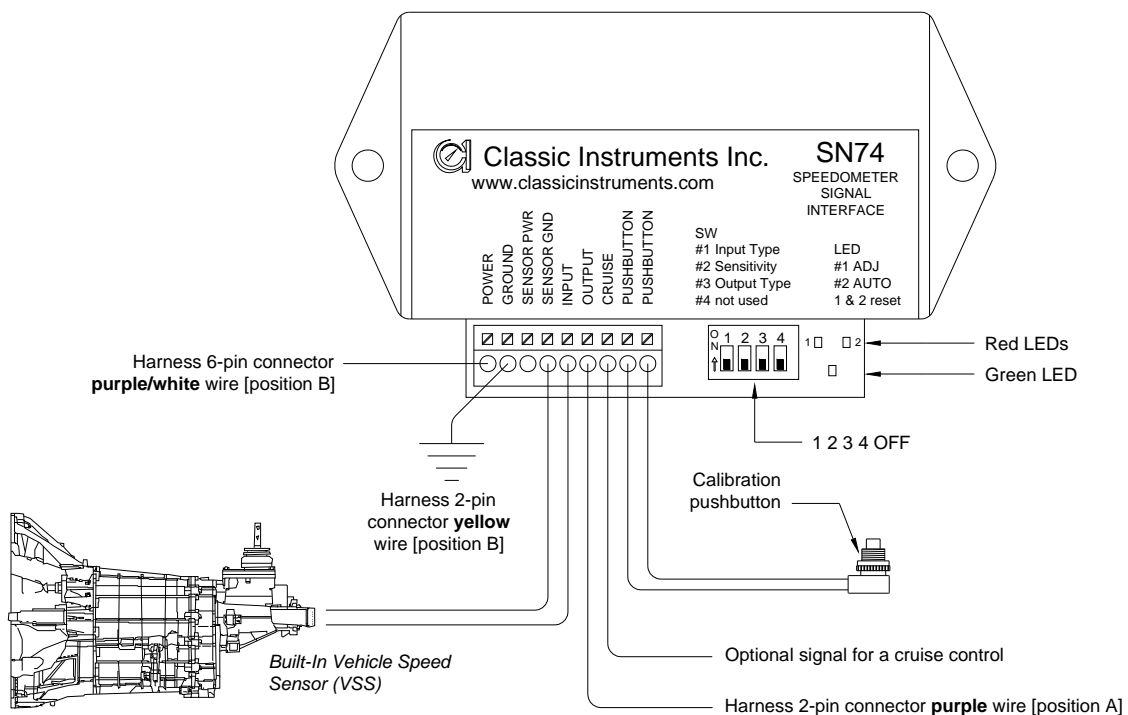 Classic Instruments Inc.
www.classicinstruments.com
SN74
SPEEDOMETER
SIGNAL
INTERFACE
POWER
GROUND
SENSOR PWR
SENSOR GND
INPUT
OUTPUT
CRUISE
PUSHBUTTON
PUSHBUTTON
SW
#1 Input Type
#2 Sensitivity
#3 Output Type
#4 not used
LED
#1 ADJ
#2 AUTO
1 & 2 reset
ON
1 2 3 4
1
2
Red LEDs
Green LED
Harness 6-pin connector
purple/white wire [position B]
1 2 3 4 OFF
Harness 2-pin
connector yellow
wire [position B]
Calibration
pushbutton
Built-In Vehicle Speed
Sensor (VSS)
Optional signal for a cruise control
Harness 2-pin connector purple wire [position A]